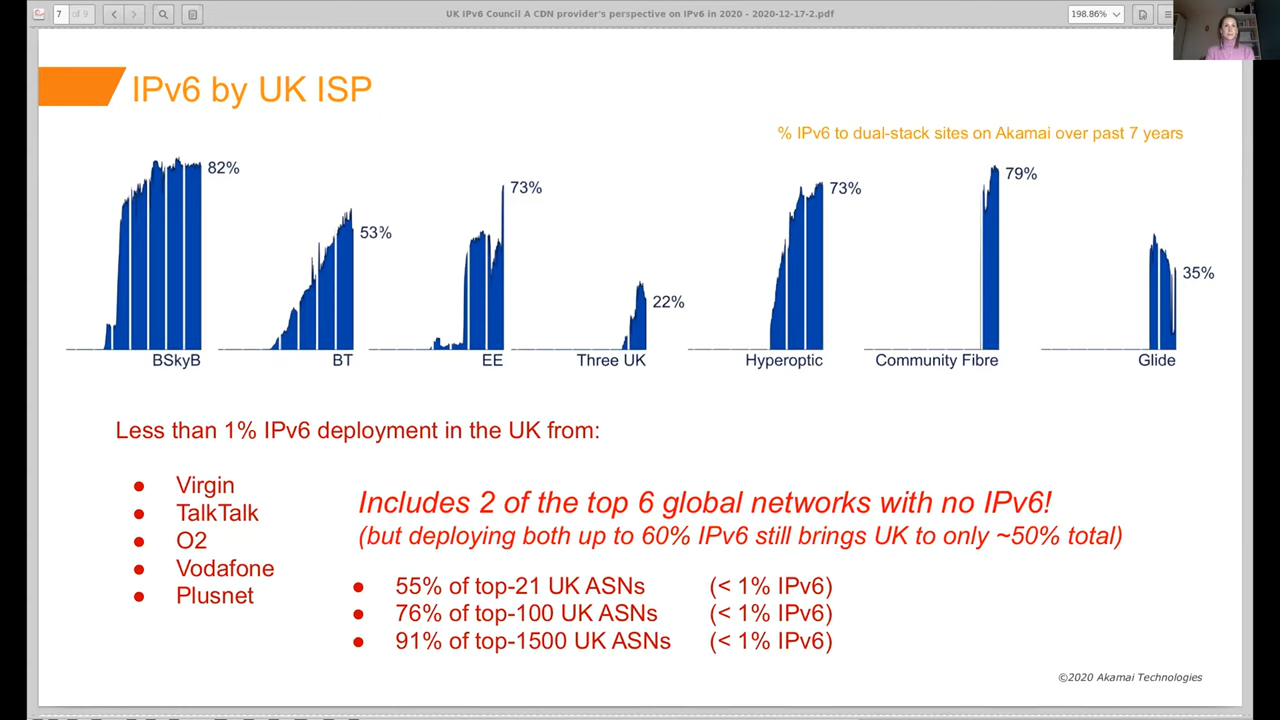 7 of 9
UK IPv6 Council A CDN provider's perspective on IPv6 in 2020 - 2020-12-17-2.pdf
198.86%
IPv6 by UK ISP
% IPv6 to dual-stack sites on Akamai over past 7 years
82%
53%
73%
22%
73%
79%
35%
BSkyB
BT
EE
Three UK
Hyperoptic
Community Fibre
Glide
Less than 1% IPv6 deployment in the UK from:
● Virgin
● TalkTalk
● O2
● Vodafone
● Plusnet
Includes 2 of the top 6 global networks with no IPv6!
(but deploying both up to 60% IPv6 still brings UK to only ~50% total)
● 55% of top-21 UK ASNs (< 1% IPv6)
● 76% of top-100 UK ASNs (< 1% IPv6)
● 91% of top-1500 UK ASNs (< 1% IPv6)
©2020 Akamai Technologies